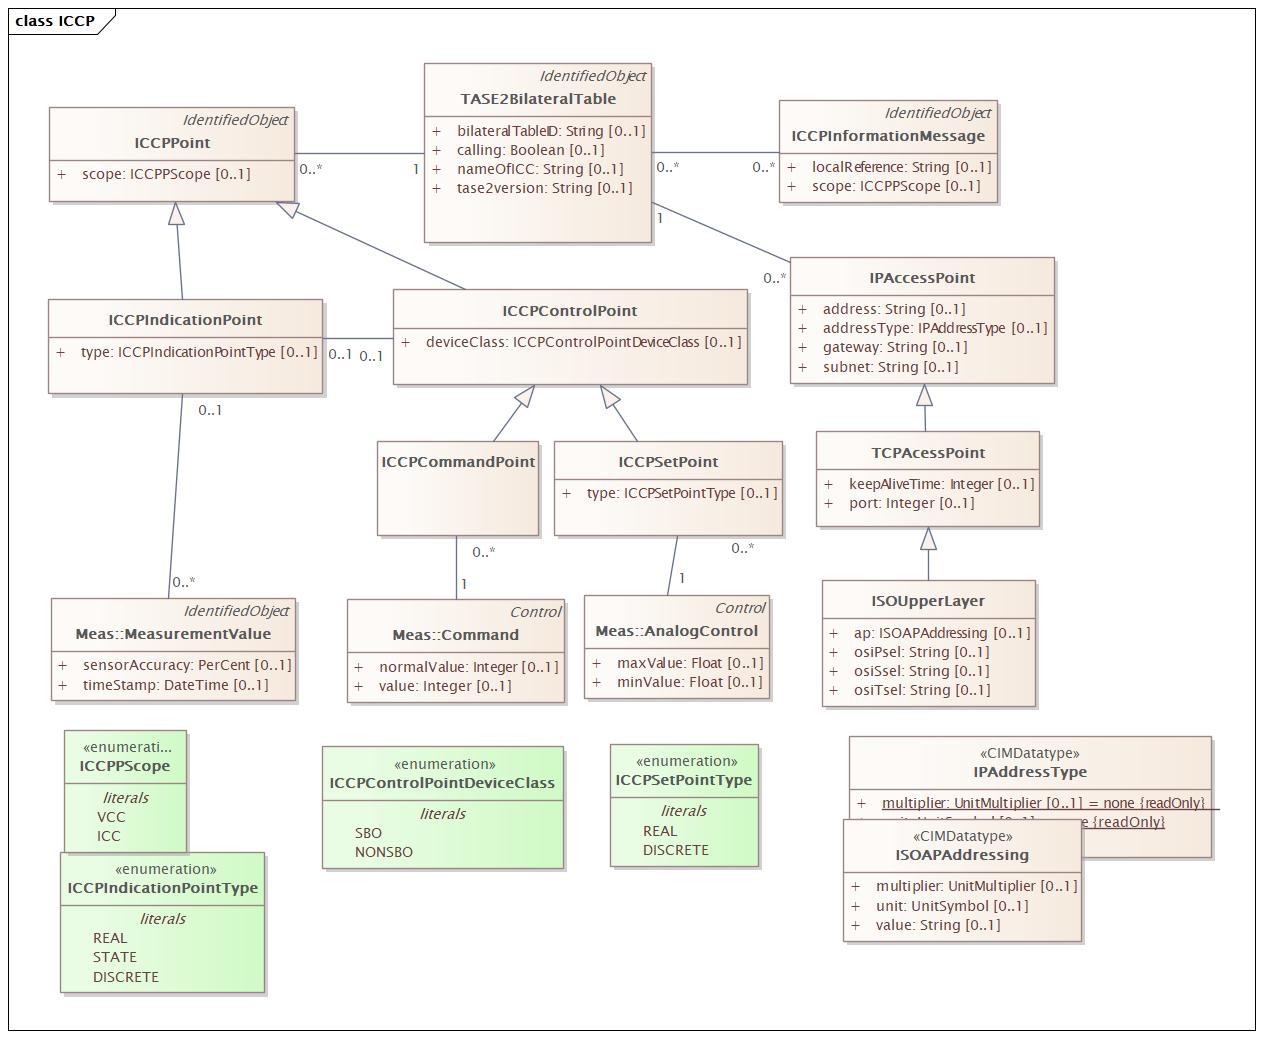 class ICCP
IdentifiedObject
TASE2BilateralTable
+ bilateralTableID: String [0..1]
+ calling: Boolean [0..1]
+ nameOfICC: String [0..1]
+ tase2version: String [0..1]
IdentifiedObject
ICCPPoint
+ scope: ICCPPScope [0..1]
IdentifiedObject
ICCPInformationMessage
+ localReference: String [0..1]
+ scope: ICCPPScope [0..1]
0..*
1
0..*
0..*
1
0..*
IPAccessPoint
+ address: String [0..1]
+ addressType: IPAddressType [0..1]
+ gateway: String [0..1]
+ subnet: String [0..1]
ICCPIndicationPoint
+ type: ICCPIndicationPointType [0..1]
ICCPControlPoint
+ deviceClass: ICCPControlPointDeviceClass [0..1]
0..1
0..1
0..1
ICCPCommandPoint
ICCPSetPoint
+ type: ICCPSetPointType [0..1]
TCPAcessPoint
+ keepAliveTime: Integer [0..1]
+ port: Integer [0..1]
0..*
0..*
0..*
1
1
IdentifiedObject
Meas::MeasurementValue
+ sensorAccuracy: PerCent [0..1]
+ timeStamp: DateTime [0..1]
Control
Meas::Command
+ normalValue: Integer [0..1]
+ value: Integer [0..1]
Control
Meas::AnalogControl
+ maxValue: Float [0..1]
+ minValue: Float [0..1]
ISOUpperLayer
+ ap: ISOAPAddressing [0..1]
+ osiPsel: String [0..1]
+ osiSsel: String [0..1]
+ osiTsel: String [0..1]
«enumerati...
ICCPPScope
literals
VCC
ICC
«enumeration»
ICCPIndicationPointType
literals
REAL
STATE
DISCRETE
«enumeration»
ICCPControlPointDeviceClass
literals
SBO
NONSBO
«enumeration»
ICCPSetPointType
literals
REAL
DISCRETE
«CIMDatatype»
IPAddressType
+ multiplier: UnitMultiplier [0..1] = none {readOnly}
{readOnly}
«CIMDatatype»
ISOAPAddressing
+ multiplier: UnitMultiplier [0..1]
+ unit: UnitSymbol [0..1]
+ value: String [0..1]